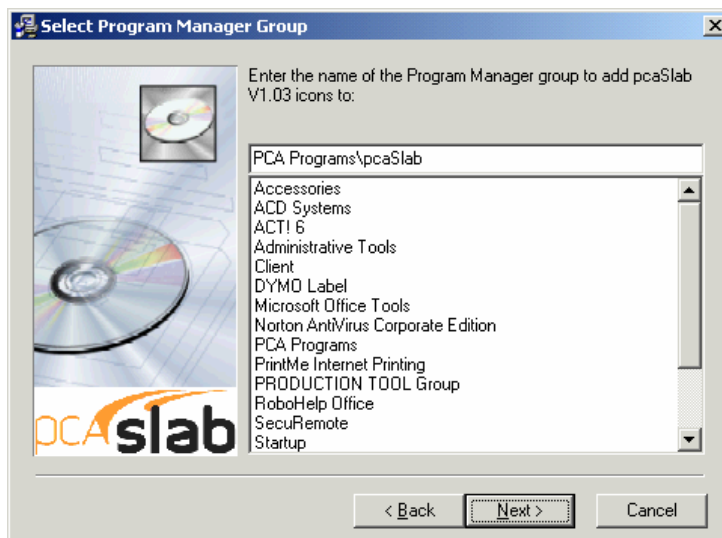 Select Program Manager Group
Enter the name of the Program Manager group to add pcaSlab
V1.03 icons to:
PCA Programs\pcaSlab
Accessories
ACD Systems
ACT! 6
Administrative Tools
Client
DYMO Label
Microsoft Office Tools
Norton AntiVirus Corporate Edition
PCA Programs
PrintMe Internet Printing
PRODUCTION TOOL Group
RoboHelp Office
SecuRemote
Startup
pcaslab
< Back
Next >
Cancel